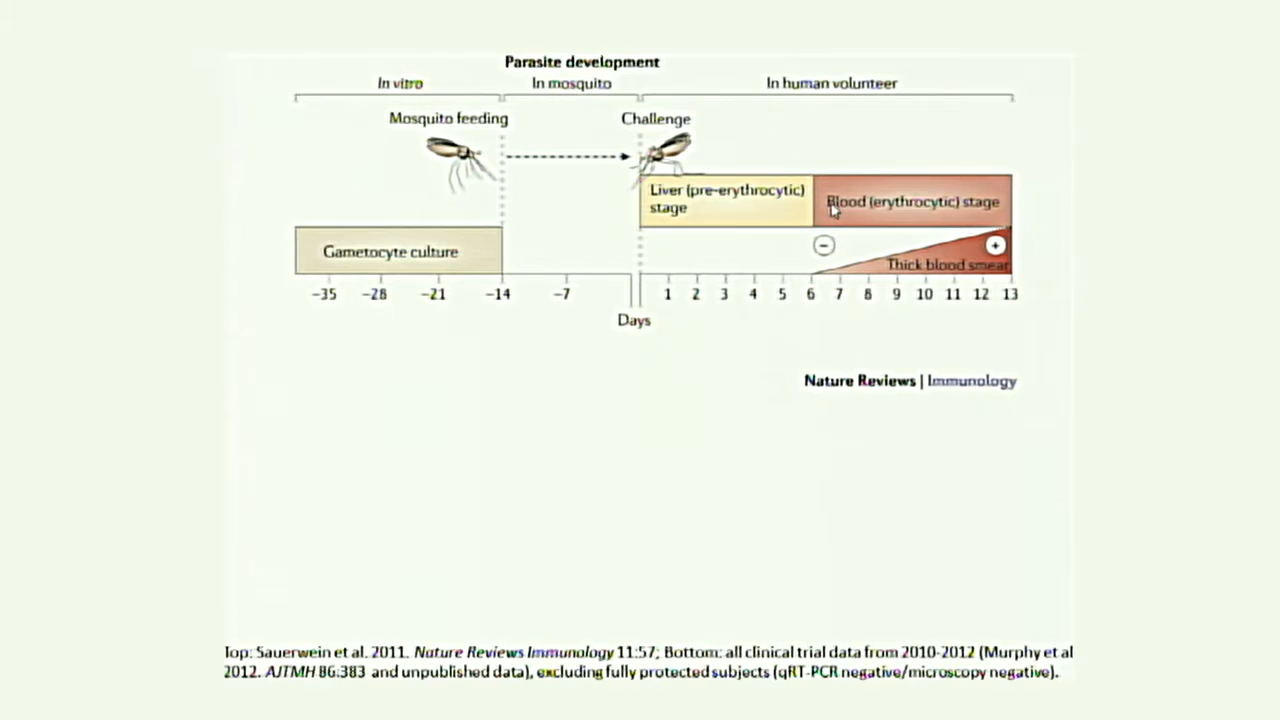 Parasite development
In vitro In mosquito In human volunteer
Mosquito feeding Challenge
Liver (pre-erythrocytic)
stage
Blood (erythrocytic) stage
Gametocyte culture
− +
Thick blood smear
−35 −28 −21 −14 −7 1 2 3 4 5 6 7 8 9 10 11 12 13
Days
Nature Reviews | Immunology
Top: Sauerwein et al. 2011. Nature Reviews Immunology 11:57; Bottom: all clinical trial data from 2010-2012 (Murphy et al
2012. AJTMH 86:383 and unpublished data), excluding fully protected subjects (qRT-PCR negative/microscopy negative).